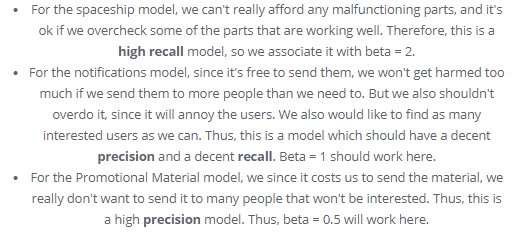 • For the spaceship model, we can't really afford any malfunctioning parts, and it's
ok if we overcheck some of the parts that are working well. Therefore, this is a
high recall model, so we associate it with beta = 2.
• For the notifications model, since it's free to send them, we won't get harmed too
much if we send them to more people than we need to. But we also shouldn't
overdo it, since it will annoy the users. We also would like to find as many
interested users as we can. Thus, this is a model which should have a decent
precision and a decent recall. Beta = 1 should work here.
• For the Promotional Material model, we since it costs us to send the material, we
really don't want to send it to many people that won't be interested. Thus, this is
a high precision model. Thus, beta = 0.5 will work here.